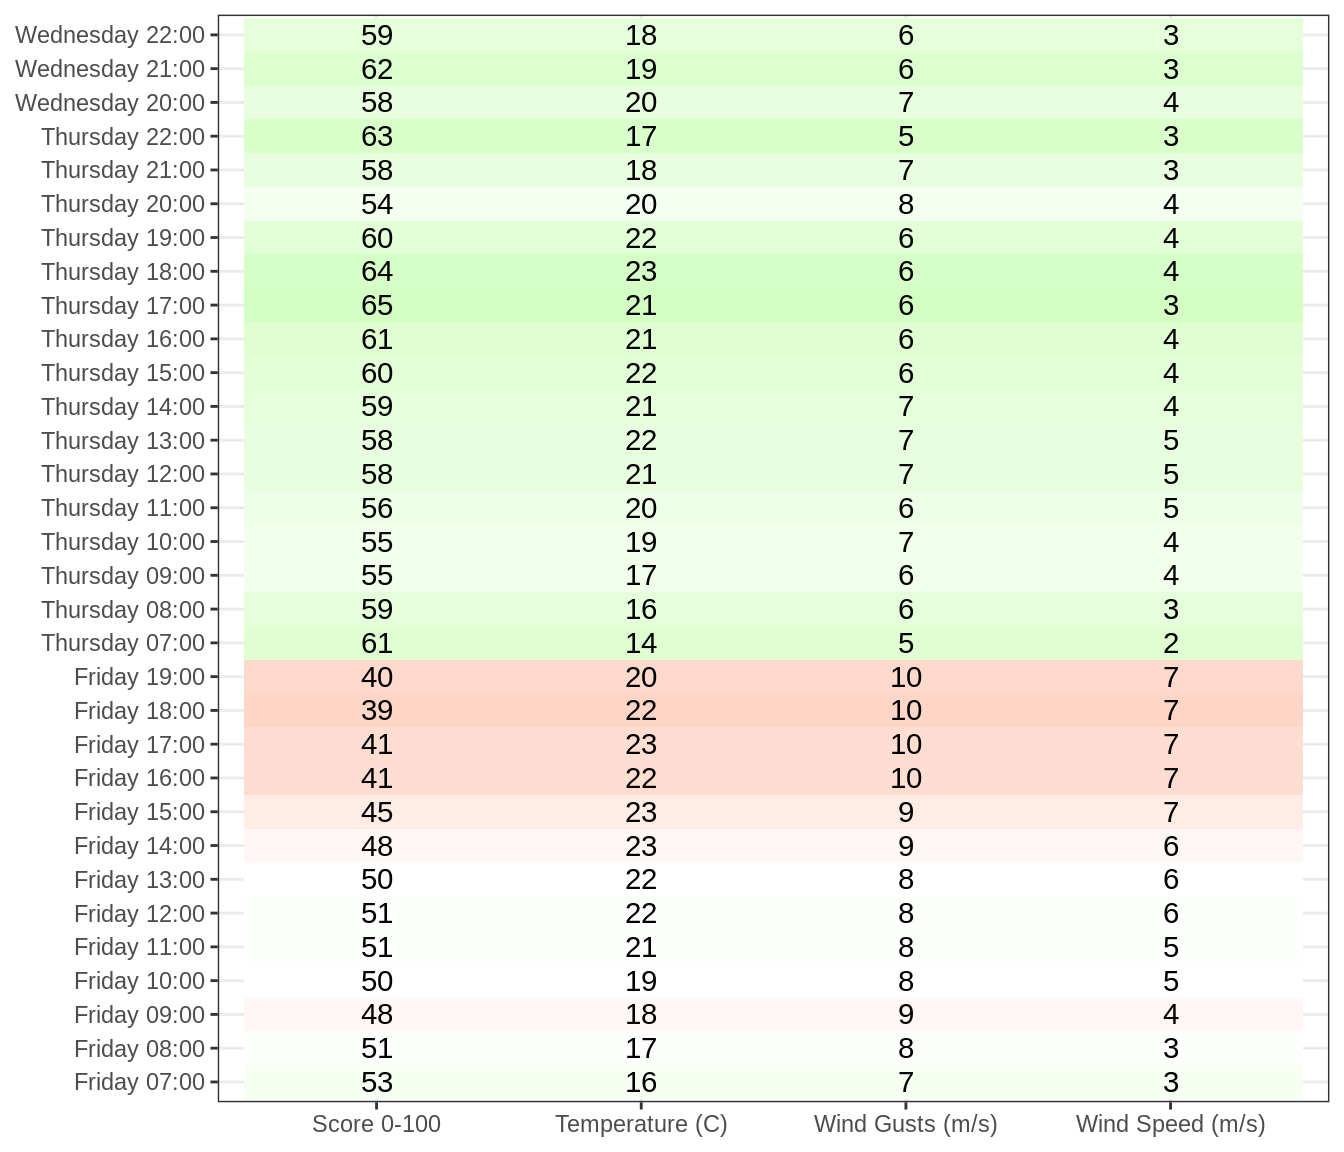 Wednesday 22:00 59 18 6 3
Wednesday 21:00 62 19 6 3
Wednesday 20:00 58 20 7 4
Thursday 22:00 63 17 5 3
Thursday 21:00 58 18 7 3
Thursday 20:00 54 20 8 4
Thursday 19:00 60 22 6 4
Thursday 18:00 64 23 6 4
Thursday 17:00 65 21 6 3
Thursday 16:00 61 21 6 4
Thursday 15:00 60 22 6 4
Thursday 14:00 59 21 7 4
Thursday 13:00 58 22 7 5
Thursday 12:00 58 21 7 5
Thursday 11:00 56 20 6 5
Thursday 10:00 55 19 7 4
Thursday 09:00 55 17 6 4
Thursday 08:00 59 16 6 3
Thursday 07:00 61 14 5 2
Friday 19:00 40 20 10 7
Friday 18:00 39 22 10 7
Friday 17:00 41 23 10 7
Friday 16:00 41 22 10 7
Friday 15:00 45 23 9 7
Friday 14:00 48 23 9 6
Friday 13:00 50 22 8 6
Friday 12:00 51 22 8 6
Friday 11:00 51 21 8 5
Friday 10:00 50 19 8 5
Friday 09:00 48 18 9 4
Friday 08:00 51 17 8 3
Friday 07:00 53 16 7 3
Score 0-100 Temperature (C) Wind Gusts (m/s) Wind Speed (m/s)